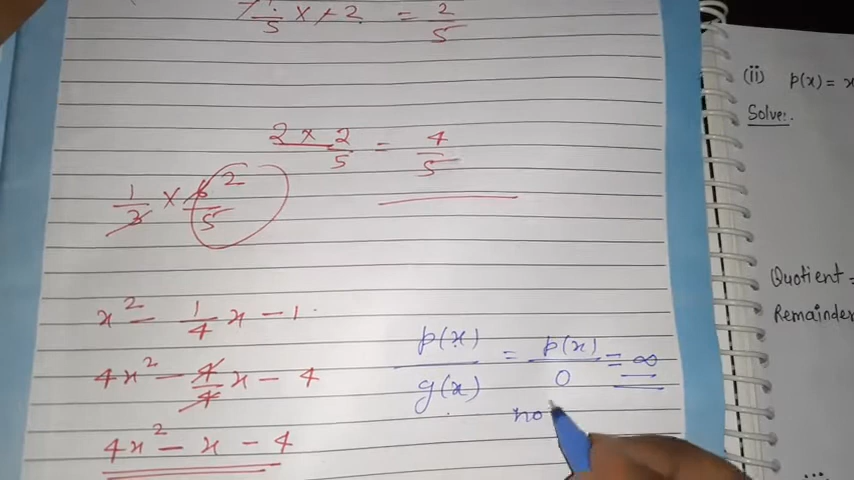 /5 × 2 = 2/5
2 × 2/5 = 4/5
1/3 × 6 2/5
x² - 1/4 x - 1
4x² - 4/4 x - 4
4x² - x - 4
p(x)/g(x) = p(x)/0 = ∞
no
(ii) p(x) = x
Solve:
Quotient =
Remainder